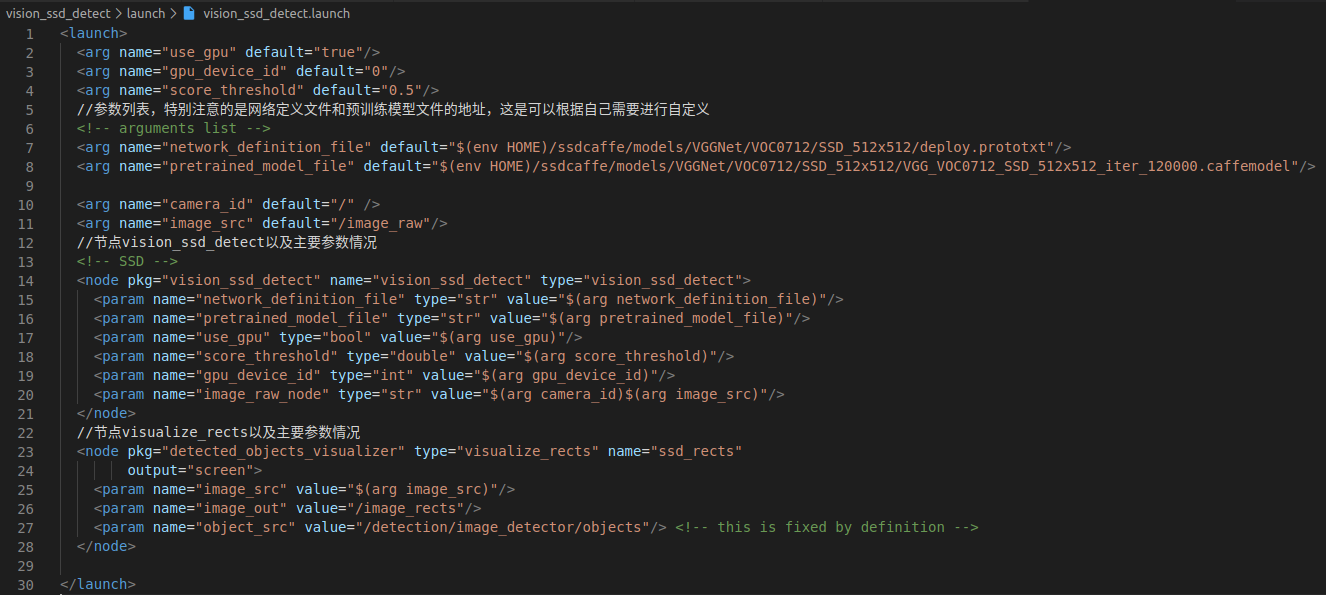 vision_ssd_detect > launch > vision_ssd_detect.launch
1 <launch>
2 <arg name="use_gpu" default="true"/>
3 <arg name="gpu_device_id" default="0"/>
4 <arg name="score_threshold" default="0.5"/>
5 //参数列表，特别注意的是网络定义文件和预训练模型文件的地址，这是可以根据自己需要进行自定义
6 <!-- arguments list -->
7 <arg name="network_definition_file" default="$(env HOME)/ssdcaffe/models/VGGNet/VOC0712/SSD_512x512/deploy.prototxt"/>
8 <arg name="pretrained_model_file" default="$(env HOME)/ssdcaffe/models/VGGNet/VOC0712/SSD_512x512/VGG_VOC0712_SSD_512x512_iter_120000.caffemodel"/>
9
10 <arg name="camera_id" default="/" />
11 <arg name="image_src" default="/image_raw"/>
12 //节点vision_ssd_detect以及主要参数情况
13 <!-- SSD -->
14 <node pkg="vision_ssd_detect" name="vision_ssd_detect" type="vision_ssd_detect">
15 <param name="network_definition_file" type="str" value="$(arg network_definition_file)"/>
16 <param name="pretrained_model_file" type="str" value="$(arg pretrained_model_file)"/>
17 <param name="use_gpu" type="bool" value="$(arg use_gpu)"/>
18 <param name="score_threshold" type="double" value="$(arg score_threshold)"/>
19 <param name="gpu_device_id" type="int" value="$(arg gpu_device_id)"/>
20 <param name="image_raw_node" type="str" value="$(arg camera_id)$(arg image_src)"/>
21 </node>
22 //节点visualize_rects以及主要参数情况
23 <node pkg="detected_objects_visualizer" type="visualize_rects" name="ssd_rects"
24 output="screen">
25 <param name="image_src" value="$(arg image_src)"/>
26 <param name="image_out" value="/image_rects"/>
27 <param name="object_src" value="/detection/image_detector/objects"/> <!-- this is fixed by definition -->
28 </node>
29
30 </launch>